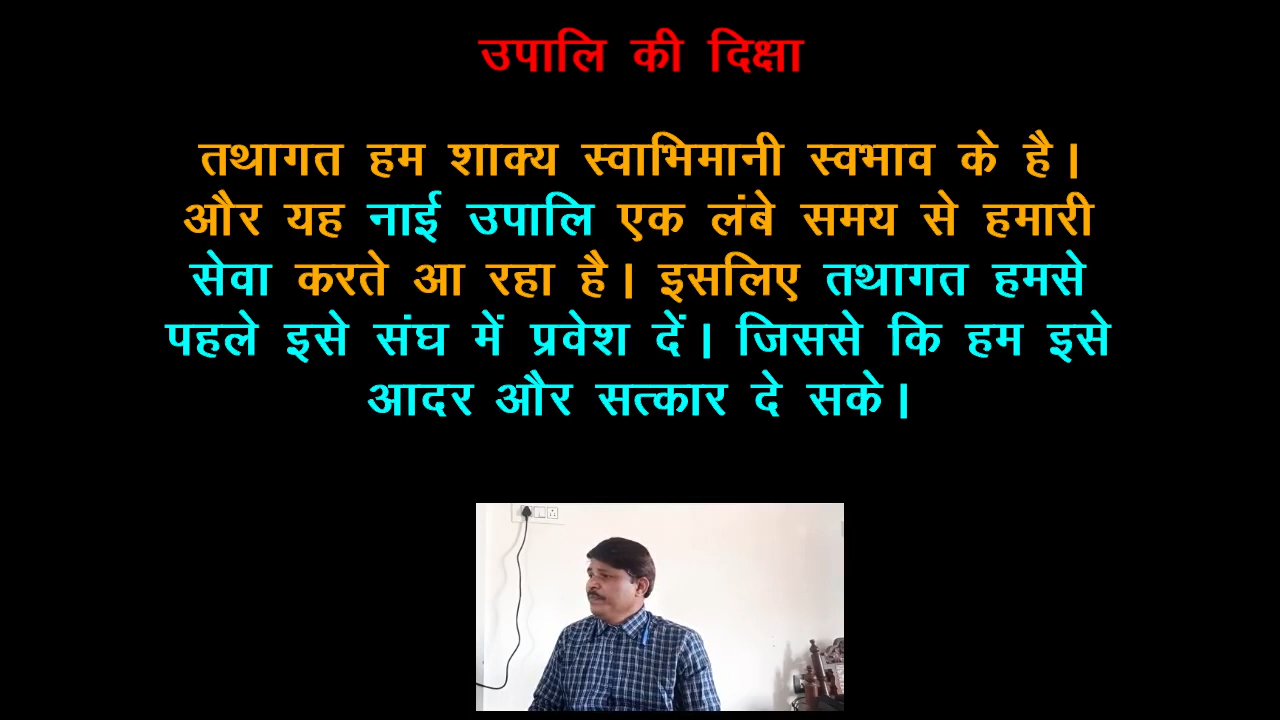 उपालि की दिक्षा
तथागत हम शाक्य स्वाभिमानी स्वभाव के है।
और यह नाई उपालि एक लंबे समय से हमारी
सेवा करते आ रहा है। इसलिए तथागत हमसे
पहले इसे संघ में प्रवेश दें। जिससे कि हम इसे
आदर और सत्कार दे सके।